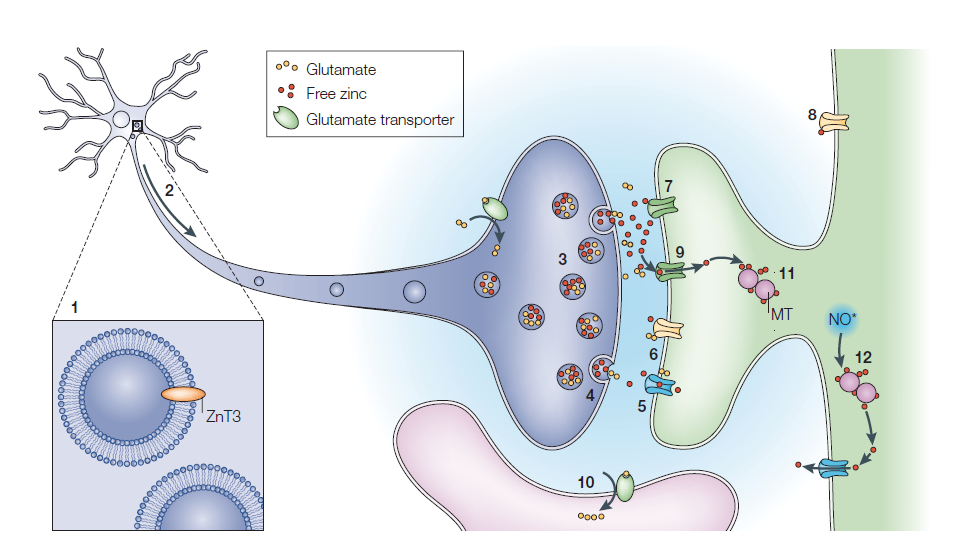 Glutamate
Free zinc
Glutamate transporter
8
2
7
3
9
11
MT
1
NO*
6
12
4
5
ZnT3
10